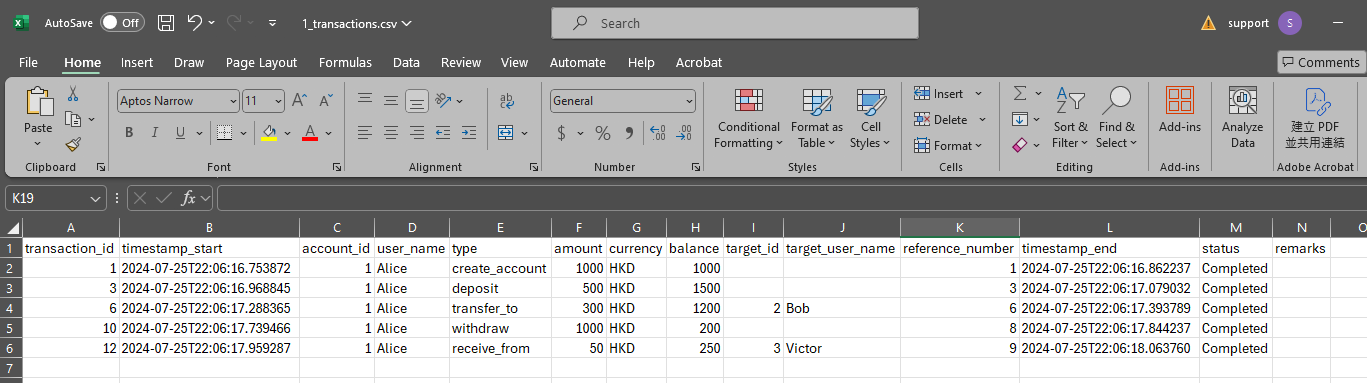 AutoSave Off 1_transactions.csv Search support S
File Home Insert Draw Page Layout Formulas Data Review View Automate Help Acrobat Comments
Paste Aptos Narrow 11 A A ab General Conditional Formatting Format as Table Cell Styles Insert Delete Format Sort & Filter Find & Select Add-ins Analyze Data 建立 PDF 並共用連結
B I U A $ % 
Clipboard Font Alignment Number Styles Cells Editing Add-ins Adobe Acrobat
K19 fx
A B C D E F G H I J K L M N O
1 transaction_id timestamp_start account_id user_name type amount currency balance target_id target_user_name reference_number timestamp_end status remarks
2 1 2024-07-25T22:06:16.753872 1 Alice create_account 1000 HKD 1000 1 2024-07-25T22:06:16.862237 Completed
3 3 2024-07-25T22:06:16.968845 1 Alice deposit 500 HKD 1500 3 2024-07-25T22:06:17.079032 Completed
4 6 2024-07-25T22:06:17.288365 1 Alice transfer_to 300 HKD 1200 2 Bob 6 2024-07-25T22:06:17.393789 Completed
5 10 2024-07-25T22:06:17.739466 1 Alice withdraw 1000 HKD 200 8 2024-07-25T22:06:17.844237 Completed
6 12 2024-07-25T22:06:17.959287 1 Alice receive_from 50 HKD 250 3 Victor 9 2024-07-25T22:06:18.063760 Completed
7